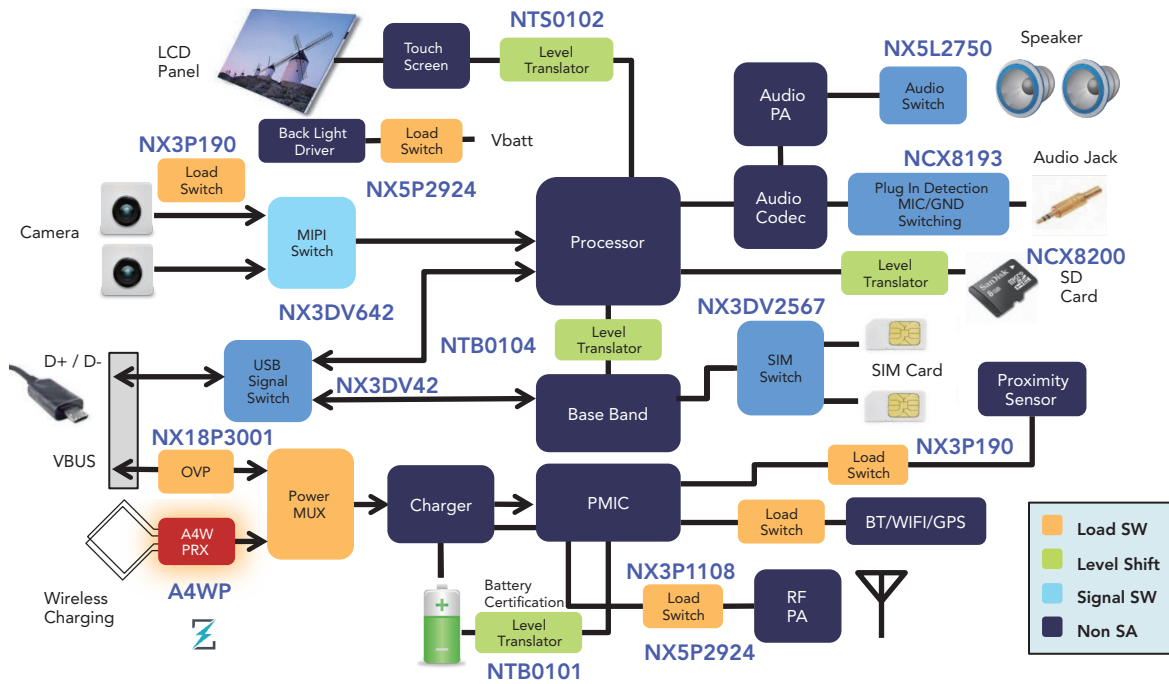 NTS0102
LCD
Panel
Touch
Screen
Level
Translator
NX5L2750
Speaker
Audio
PA
Audio
Switch
Back Light
Driver
Load
Switch
Vbatt
NX3P190
Load
Switch
NX5P2924
NCX8193
Audio Jack
Audio
Codec
Plug In Detection
MIC/GND
Switching
Camera
MIPI
Switch
Processor
NX3DV642
Level
Translator
NCX8200
SanDisk
8GB
SD
Card
NX3DV2567
NTB0104
Level
Translator
SIM
Switch
SIM Card
D+ / D-
USB
Signal
Switch
NX3DV42
Base Band
Proximity
Sensor
NX18P3001
VBUS
OVP
Power
MUX
Charger
PMIC
NX3P190
Load
Switch
Load
Switch
BT/WIFI/GPS
A4W
PRX
A4WP
Wireless
Charging
Battery
Certification
Level
Translator
NTB0101
NX3P1108
Load
Switch
NX5P2924
RF
PA
Load SW
Level Shift
Signal SW
Non SA